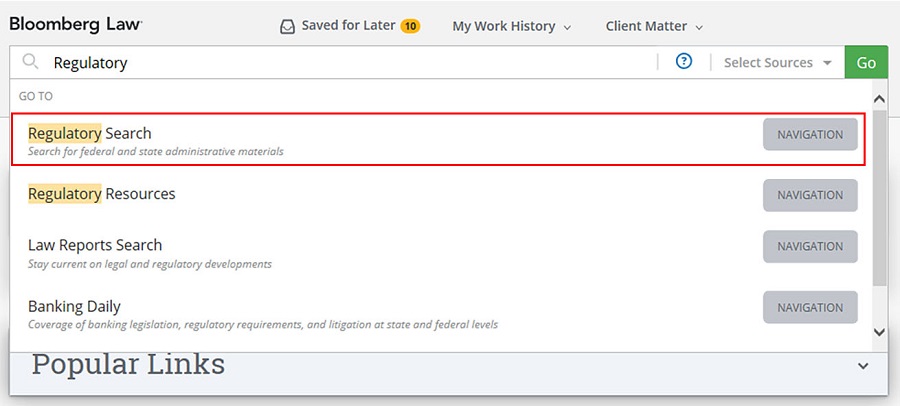 Bloomberg Law Saved for Later 10 My Work History Client Matter
Regulatory ? Select Sources Go
GO TO
Regulatory Search NAVIGATION
Search for federal and state administrative materials
Regulatory Resources NAVIGATION
Law Reports Search NAVIGATION
Stay current on legal and regulatory developments
Banking Daily NAVIGATION
Coverage of banking legislation, regulatory requirements, and litigation at state and federal levels
Popular Links